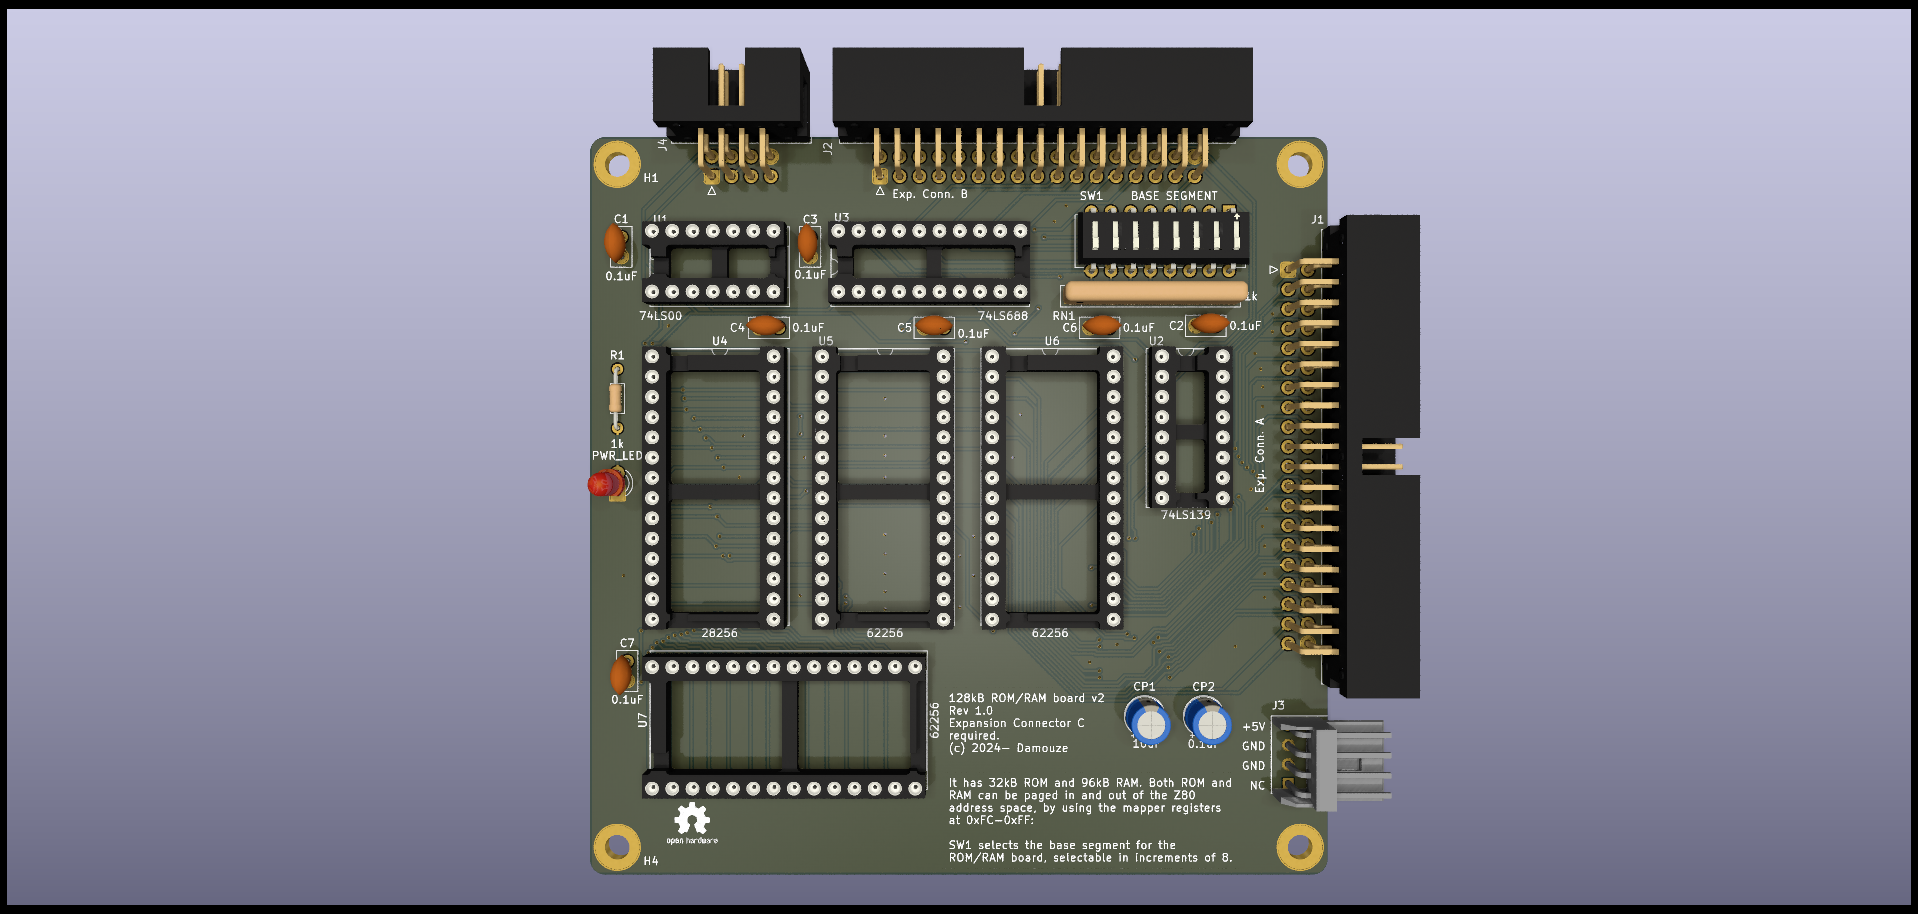 J4
J2
H1
Exp. Conn. B
SW1 BASE SEGMENT
C1
U1
C3
U3
J1
0.1uF
0.1uF
1k
74LS00
74LS688
RN1
C4
0.1uF
C5
0.1uF
C6
0.1uF
C2
0.1uF
U4
U5
U6
U2
R1
1k
PWR_LED
Exp. Conn. A
74LS139
28256
62256
62256
C7
0.1uF
U7
62256
128kB ROM/RAM board v2
Rev 1.0
Expansion Connector C
required.
(c) 2024- Damouze
CP1
CP2
J3
+5V
GND
GND
NC
It has 32kB ROM and 96kB RAM. Both ROM and
RAM can be paged in and out of the Z80
address space, by using the mapper registers
at 0xFC-0xFF:
SW1 selects the base segment for the
ROM/RAM board, selectable in increments of 8.
open hardware
H4